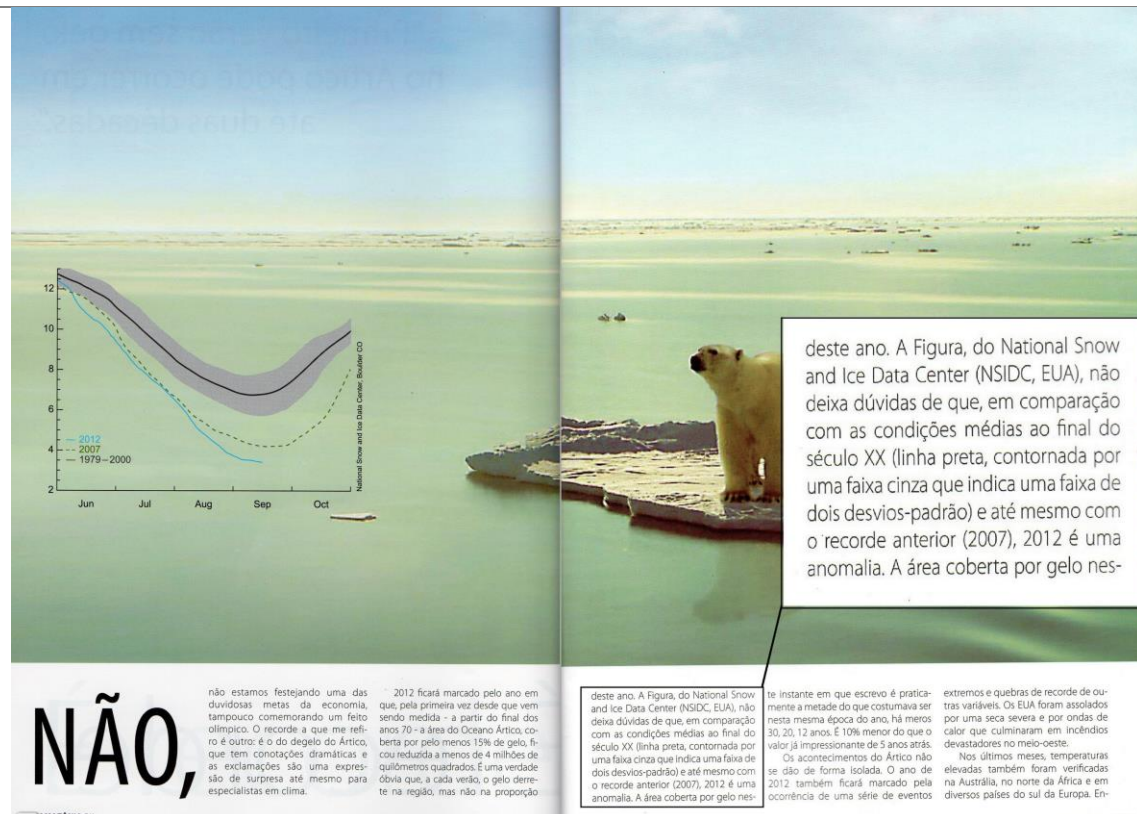 12
10
8
6
4
2
2012
2007
1979–2000
Jun Jul Aug Sep Oct
National Snow and Ice Data Center, Boulder CO
deste ano. A Figura, do National Snow
and Ice Data Center (NSIDC, EUA), não
deixa dúvidas de que, em comparação
com as condições médias ao final do
século XX (linha preta, contornada por
uma faixa cinza que indica uma faixa de
dois desvios-padrão) e até mesmo com
o recorde anterior (2007), 2012 é uma
anomalia. A área coberta por gelo nes-
NÃO,
não estamos festejando uma das
duvidosas metas da economia,
tampouco comemorando um feito
olímpico. O recorde a que me refi-
ro é outro: é o do degelo do Ártico,
que tem conotações dramáticas e
as exclamações são uma expres-
são de surpresa até mesmo para
especialistas em clima.
2012 ficará marcado pelo ano em
que, pela primeira vez desde que vem
sendo medida - a partir do final dos
anos 70 - a área do Oceano Ártico, co-
berta por pelo menos 15% de gelo, fi-
cou reduzida a menos de 4 milhões de
quilômetros quadrados. É uma verdade
óbvia que, a cada verão, o gelo derre-
te na região, mas não na proporção
deste ano. A Figura, do National Snow
and Ice Data Center (NSIDC, EUA), não
deixa dúvidas de que, em comparação
com as condições médias ao final do
século XX (linha preta, contornada por
uma faixa cinza que indica uma faixa de
dois desvios-padrão) e até mesmo com
o recorde anterior (2007), 2012 é uma
anomalia. A área coberta por gelo nes-
te instante em que escrevo é pratica-
mente a metade do que costumava ser
nesta mesma época do ano, há meros
30, 20, 12 anos. É 10% menor do que o
valor já impressionante de 5 anos atrás.
Os acontecimentos do Ártico não
se dão de forma isolada. O ano de
2012 também ficará marcado pela
ocorrência de uma série de eventos
extremos e quebras de recorde de ou-
tras variáveis. Os EUA foram assolados
por uma seca severa e por ondas de
calor que culminaram em incêndios
devastadores no meio-oeste.
Nos últimos meses, temperaturas
elevadas também foram verificadas
na Austrália, no norte da África e em
diversos países do sul da Europa. En-